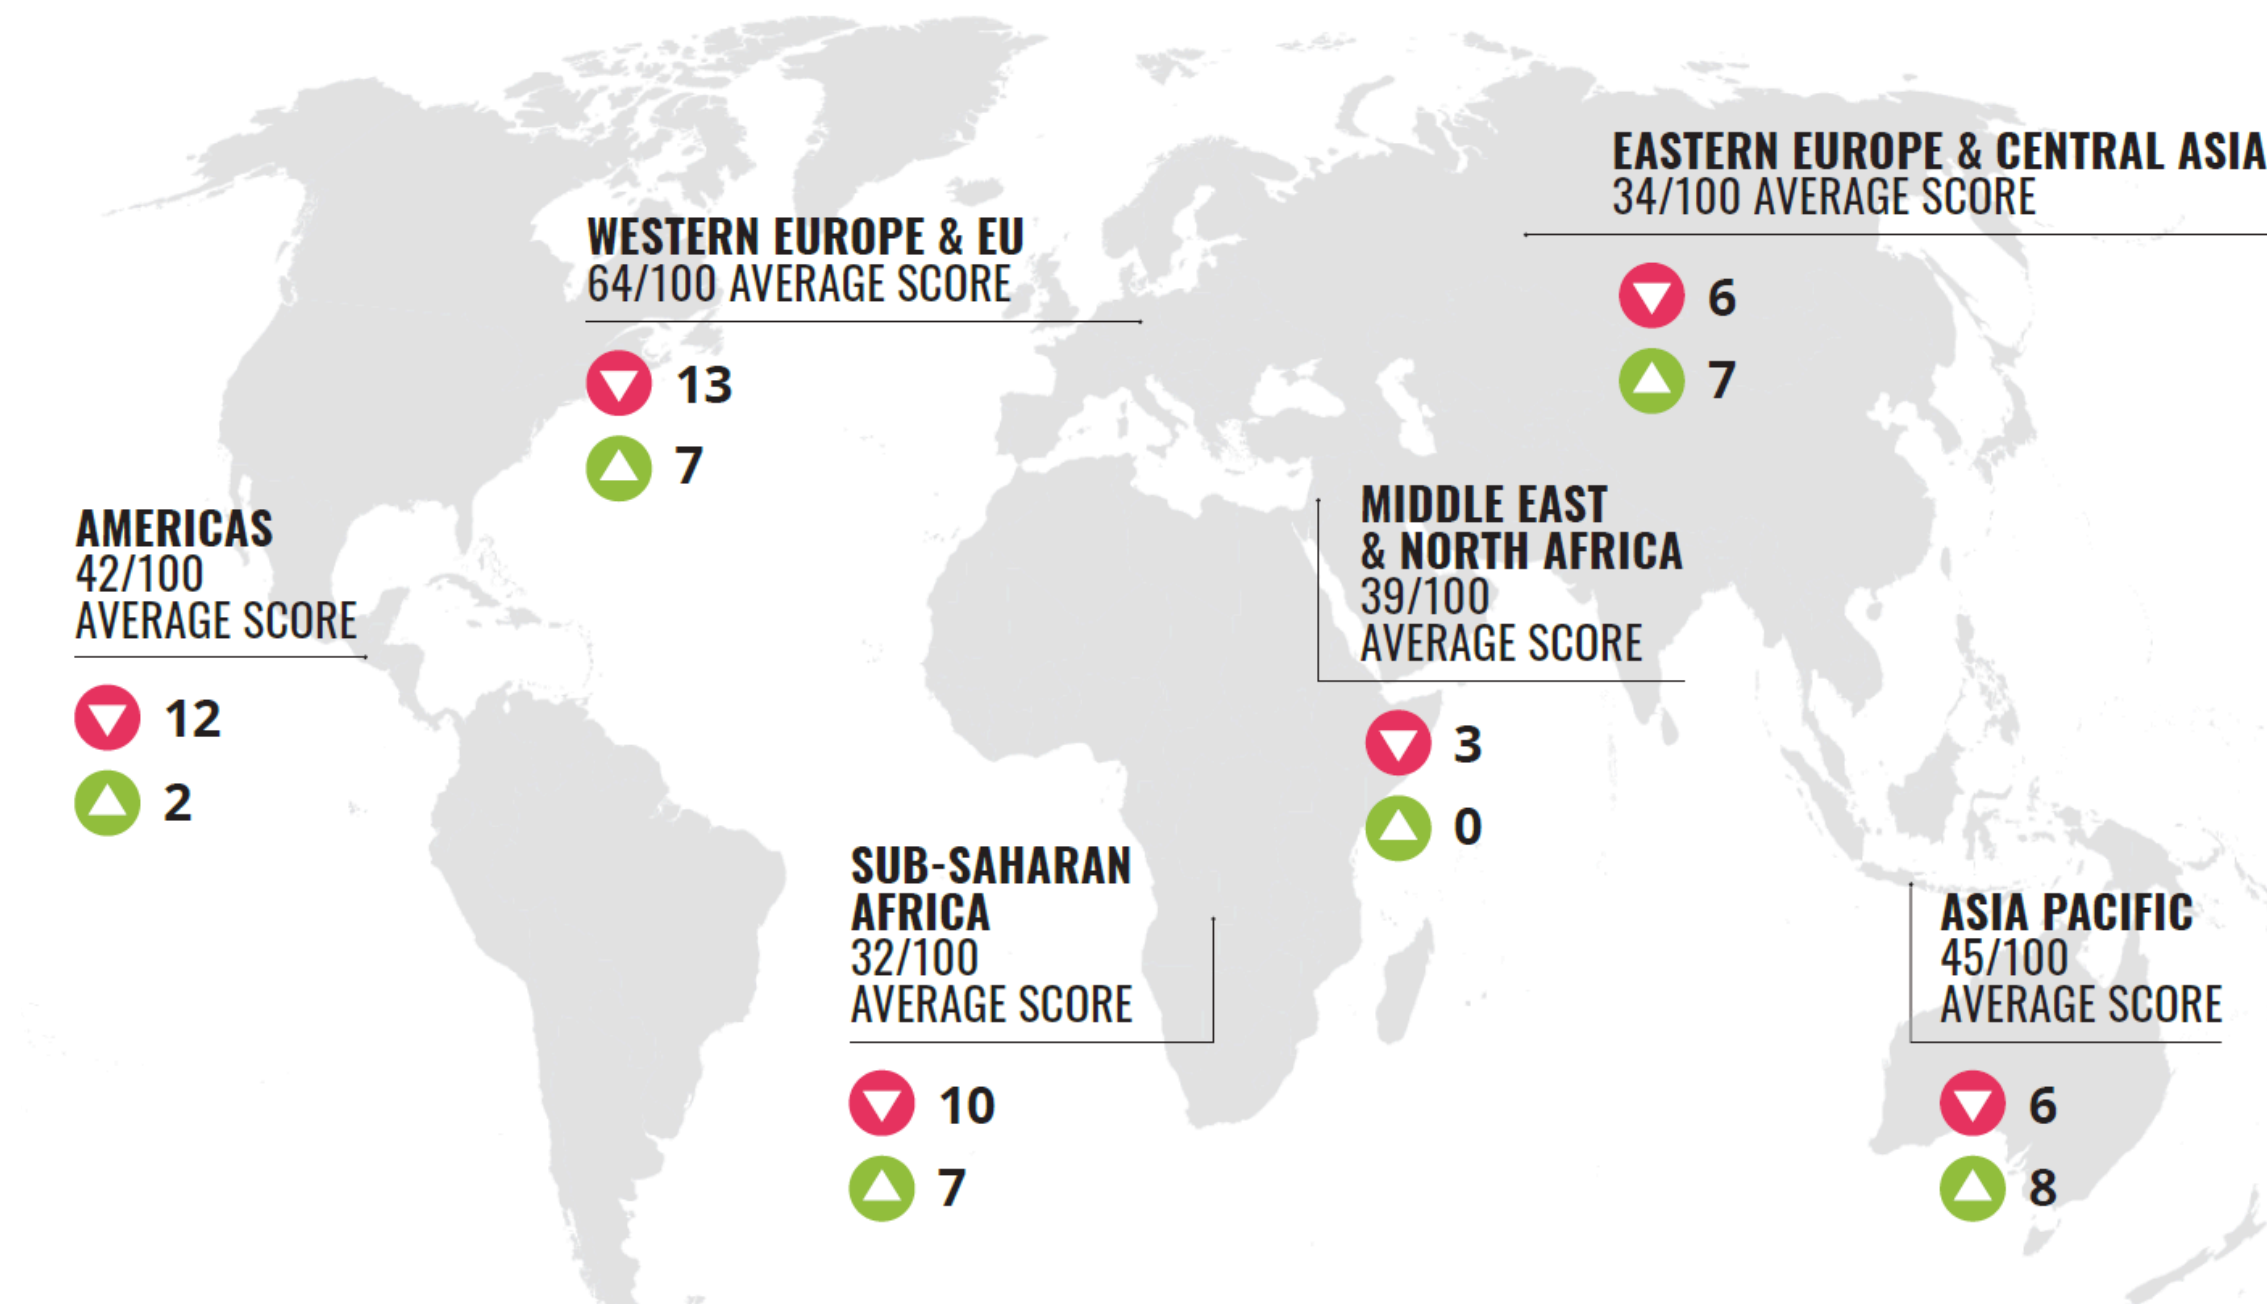 EASTERN EUROPE & CENTRAL ASIA
34/100 AVERAGE SCORE
6
7
WESTERN EUROPE & EU
64/100 AVERAGE SCORE
13
7
AMERICAS
42/100
AVERAGE SCORE
12
2
MIDDLE EAST
& NORTH AFRICA
39/100
AVERAGE SCORE
3
0
SUB-SAHARAN
AFRICA
32/100
AVERAGE SCORE
10
7
ASIA PACIFIC
45/100
AVERAGE SCORE
6
8